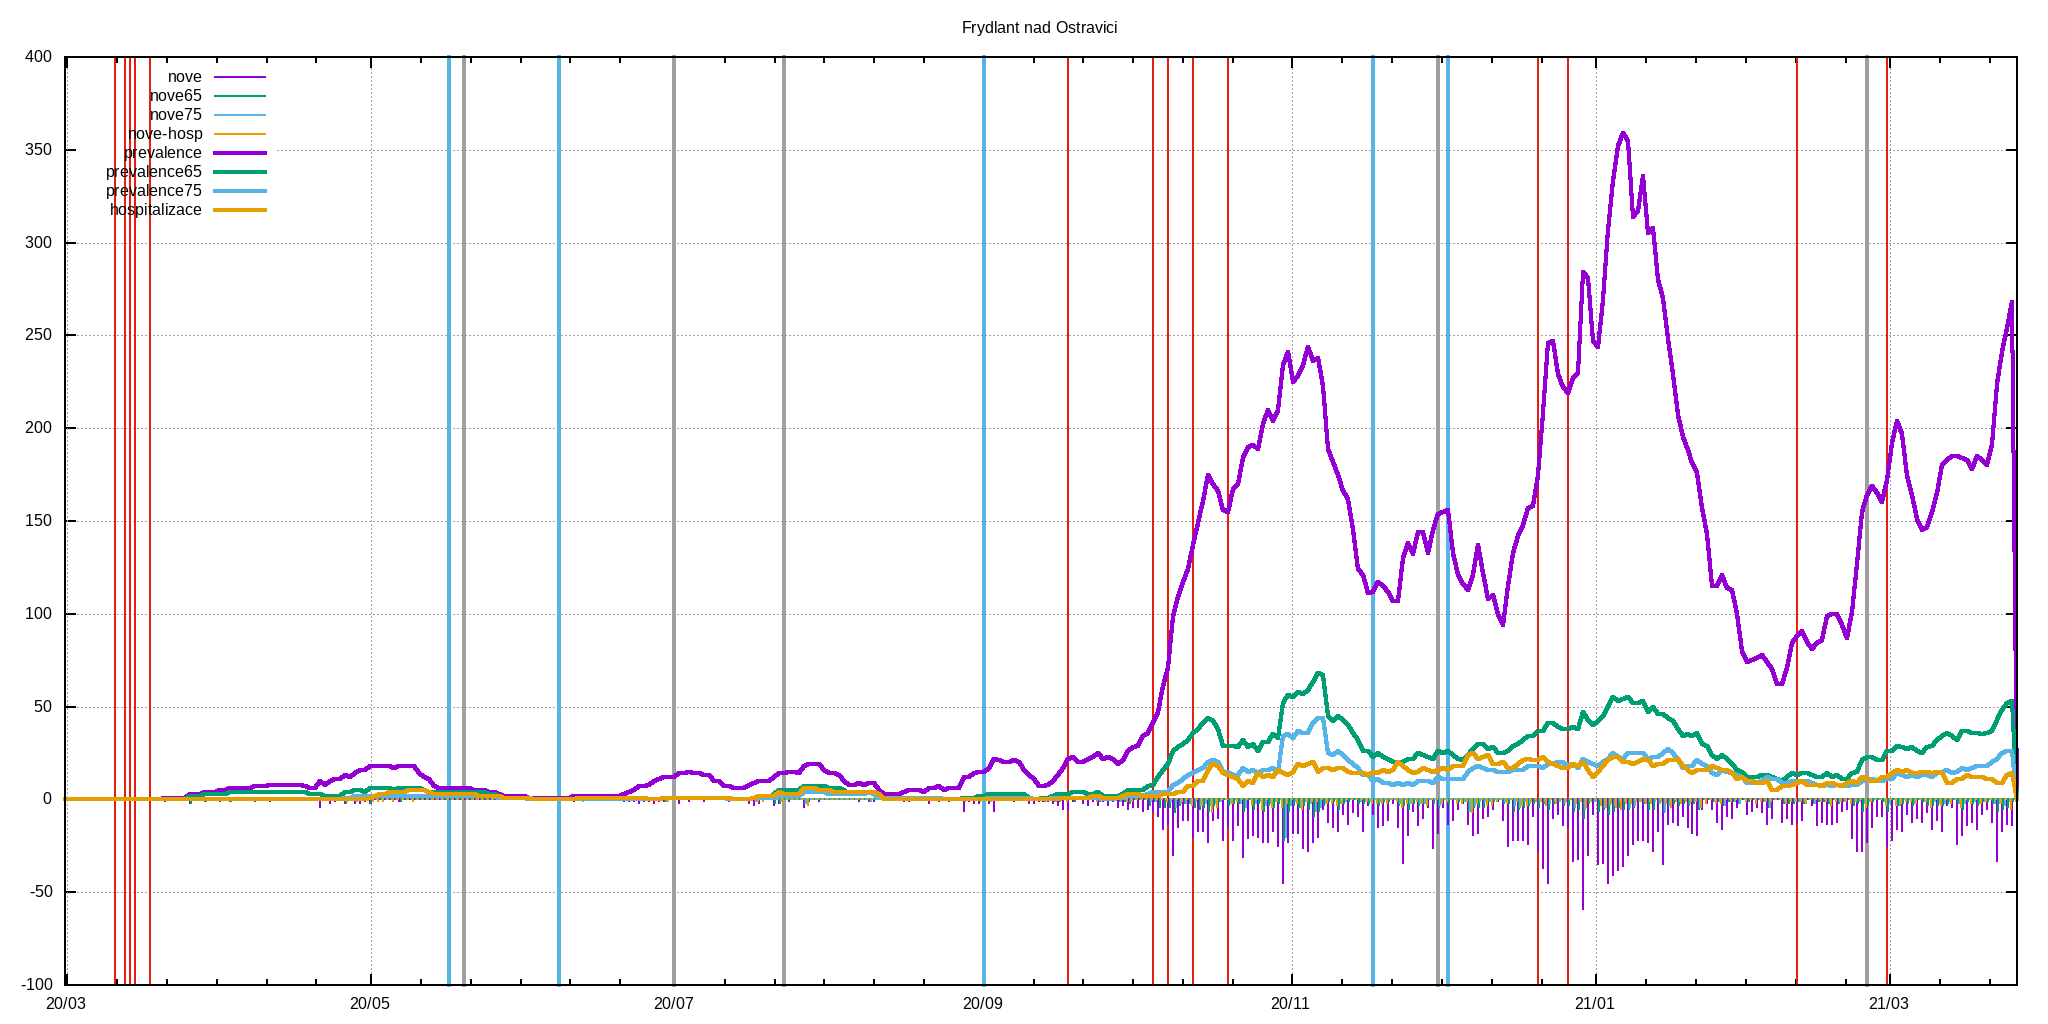 Frydlant nad Ostravici
400
350
300
250
200
150
100
50
0
-50
-100
nove
nove65
nove75
nove-hosp
prevalence
prevalence65
prevalence75
hospitalizace
20/03
20/05
20/07
20/09
20/11
21/01
21/03